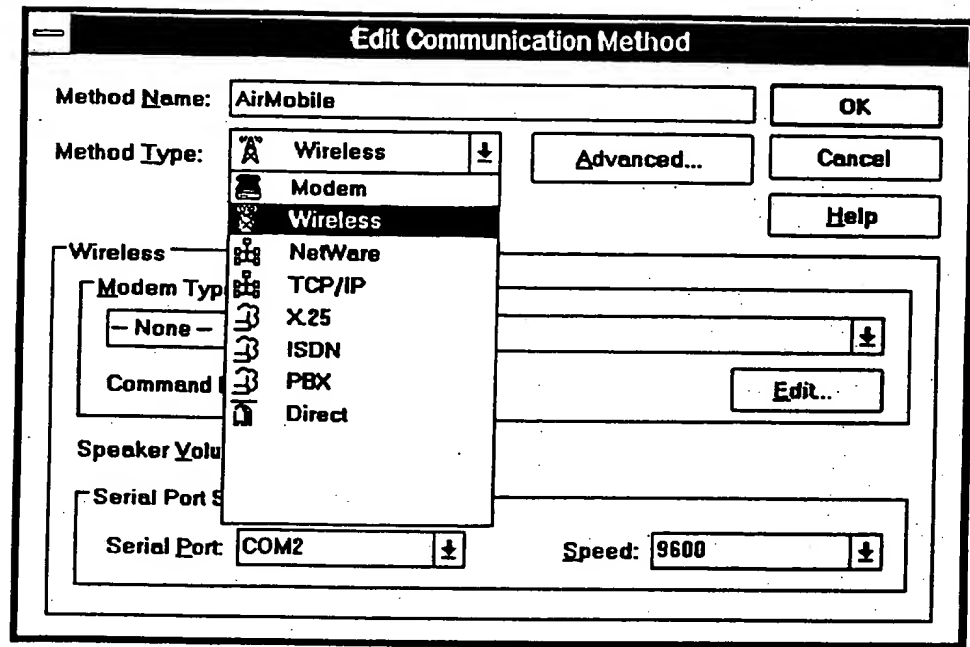 Edit Communication Method
Method Name: AirMobile
OK
Method Type: Wireless
Advanced...
Cancel
Modem
Wireless
Help
NetWare
Wireless
TCP/IP
Modem Typ
X.25
– None –
ISDN
PBX
Command
Edit...
Direct
Speaker Volu
Serial Port S
Serial Port: COM2
Speed: 9600